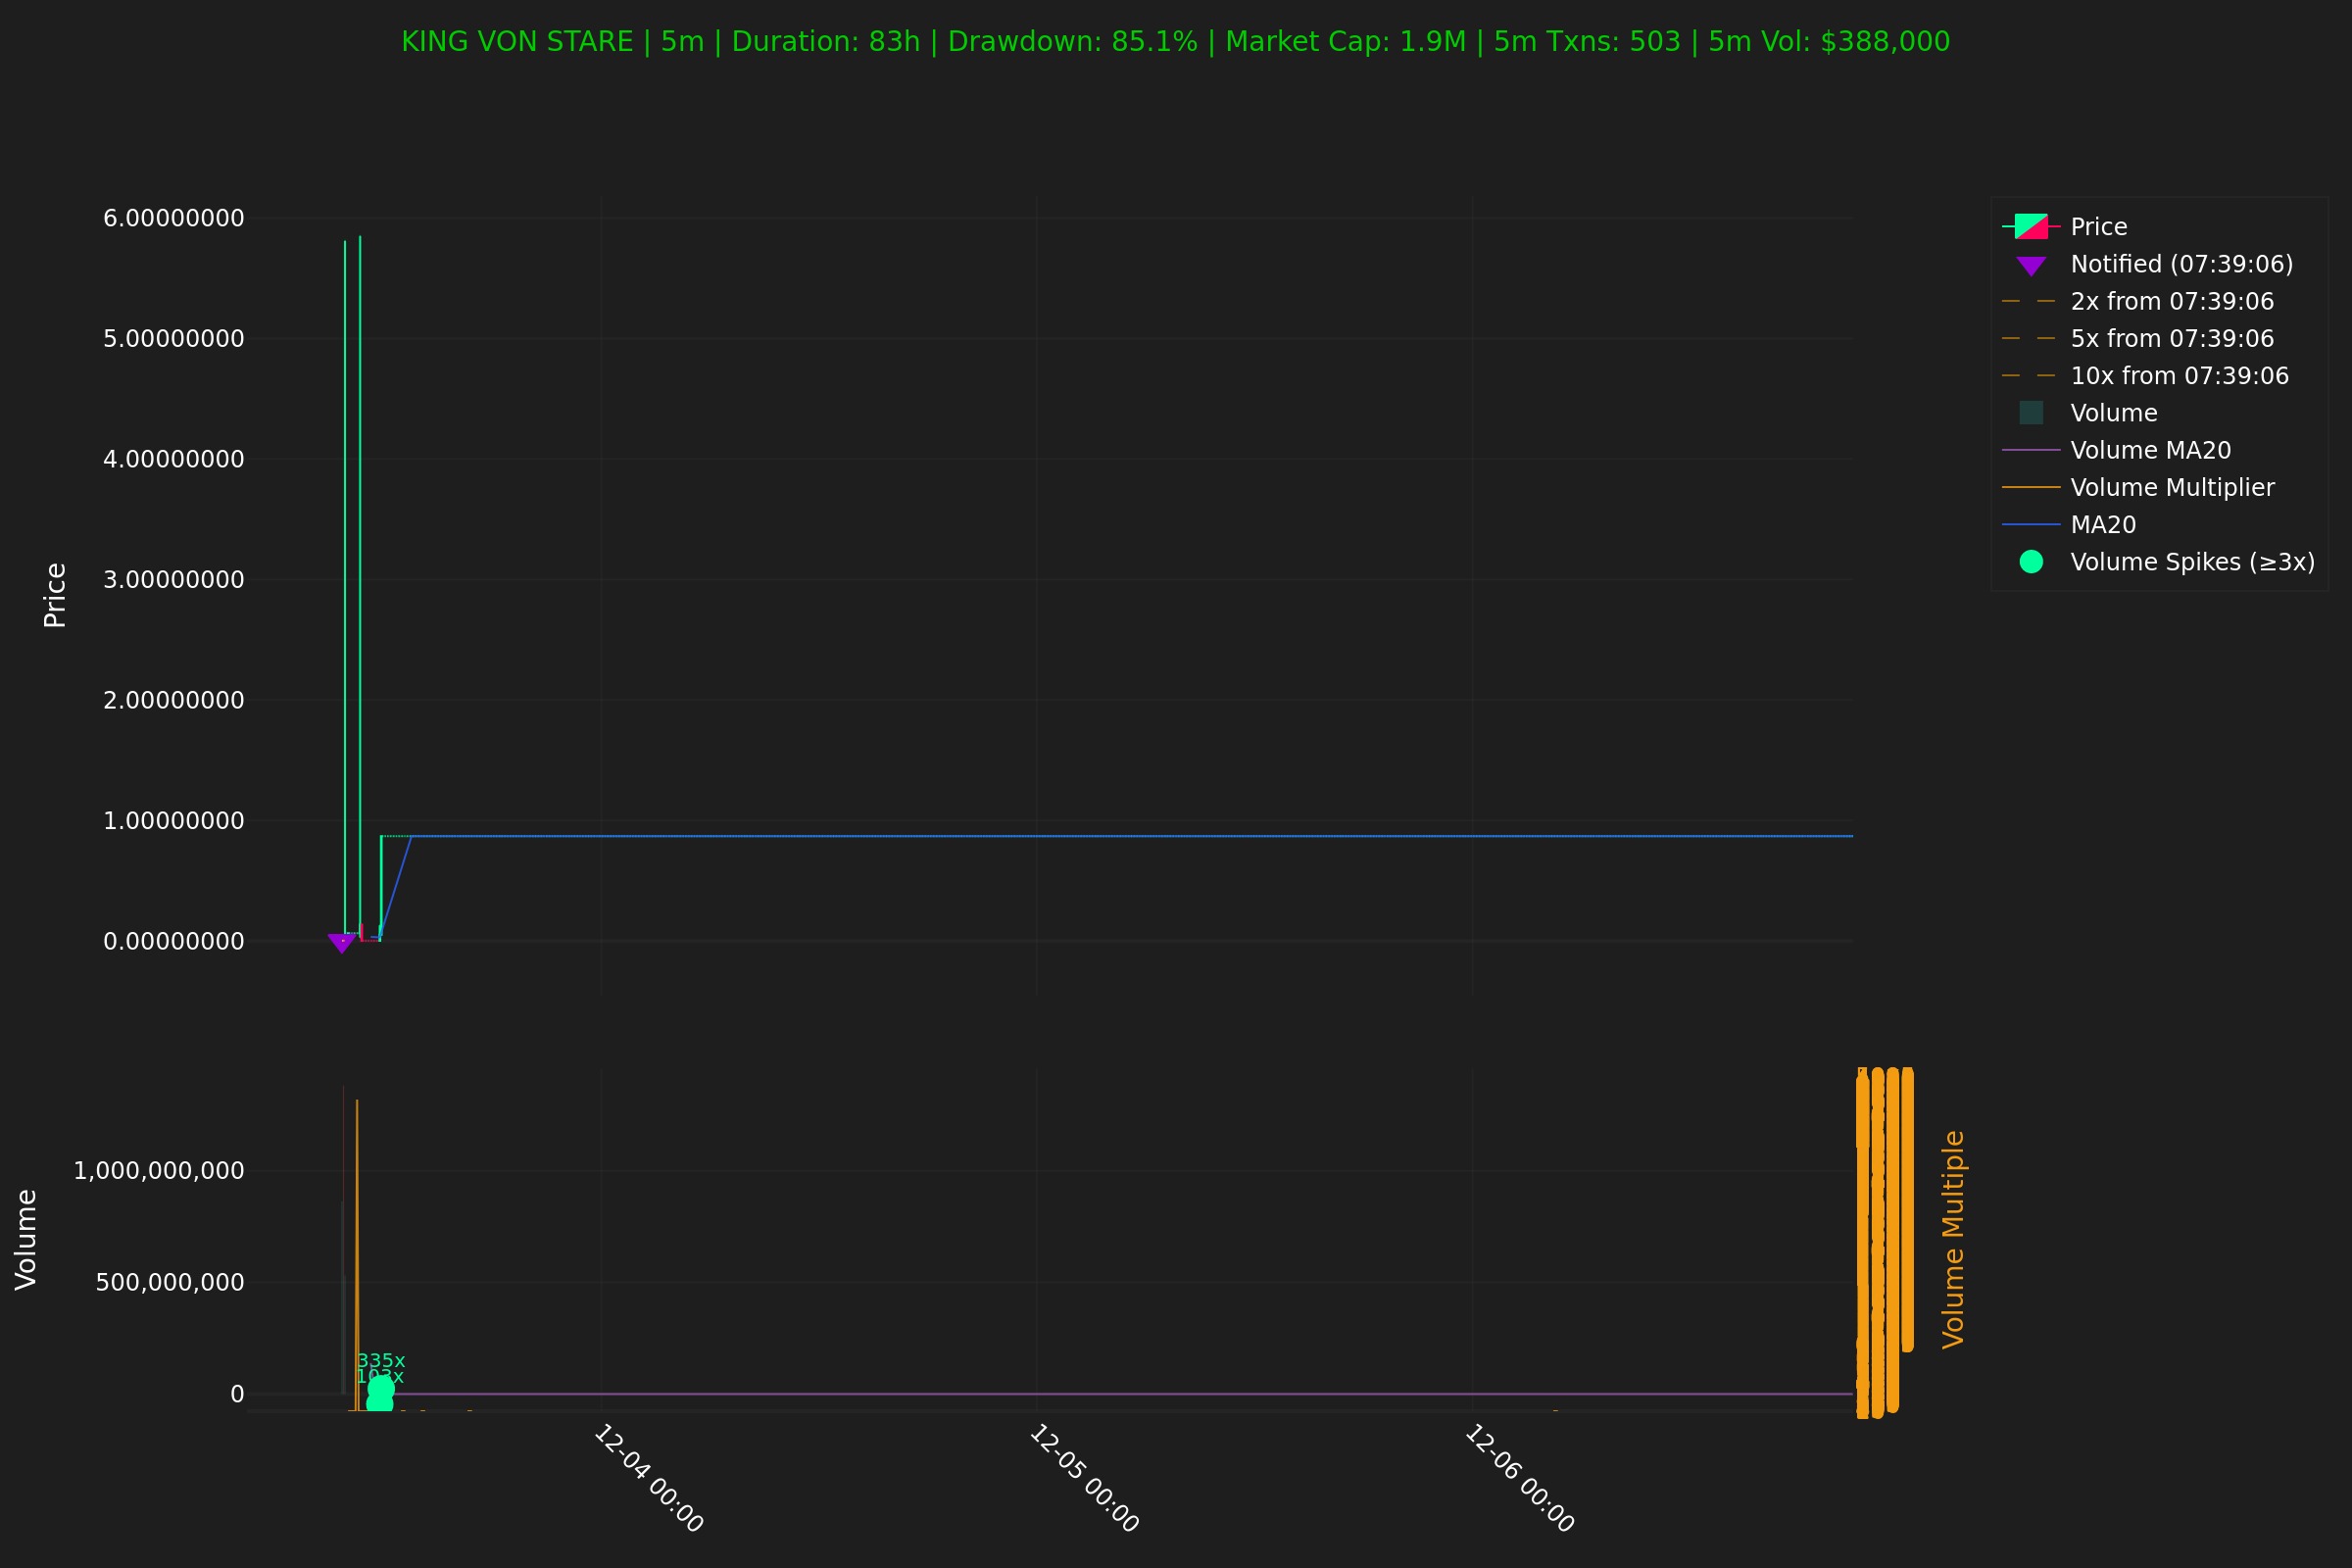 KING VON STARE | 5m | Duration: 83h | Drawdown: 85.1% | Market Cap: 1.9M | 5m Txns: 503 | 5m Vol: $388,000
6.00000000
5.00000000
4.00000000
3.00000000
2.00000000
1.00000000
0.00000000
Price
Price
Notified (07:39:06)
2x from 07:39:06
5x from 07:39:06
10x from 07:39:06
Volume
Volume MA20
Volume Multiplier
MA20
Volume Spikes (≥3x)
1,000,000,000
500,000,000
0
Volume
335x
103x
Volume Multiple
12-04 00:00
12-05 00:00
12-06 00:00